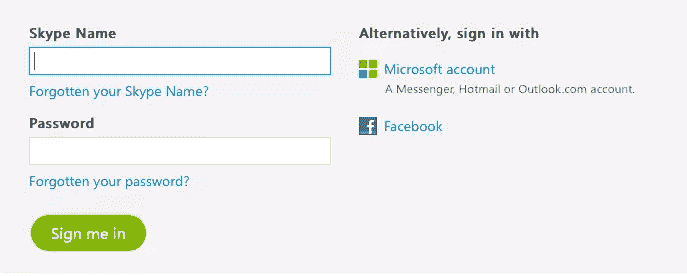 Skype Name
Forgotten your Skype Name?
Password
Forgotten your password?
Sign me in
Alternatively, sign in with
Microsoft account
A Messenger, Hotmail or Outlook.com account.
Facebook